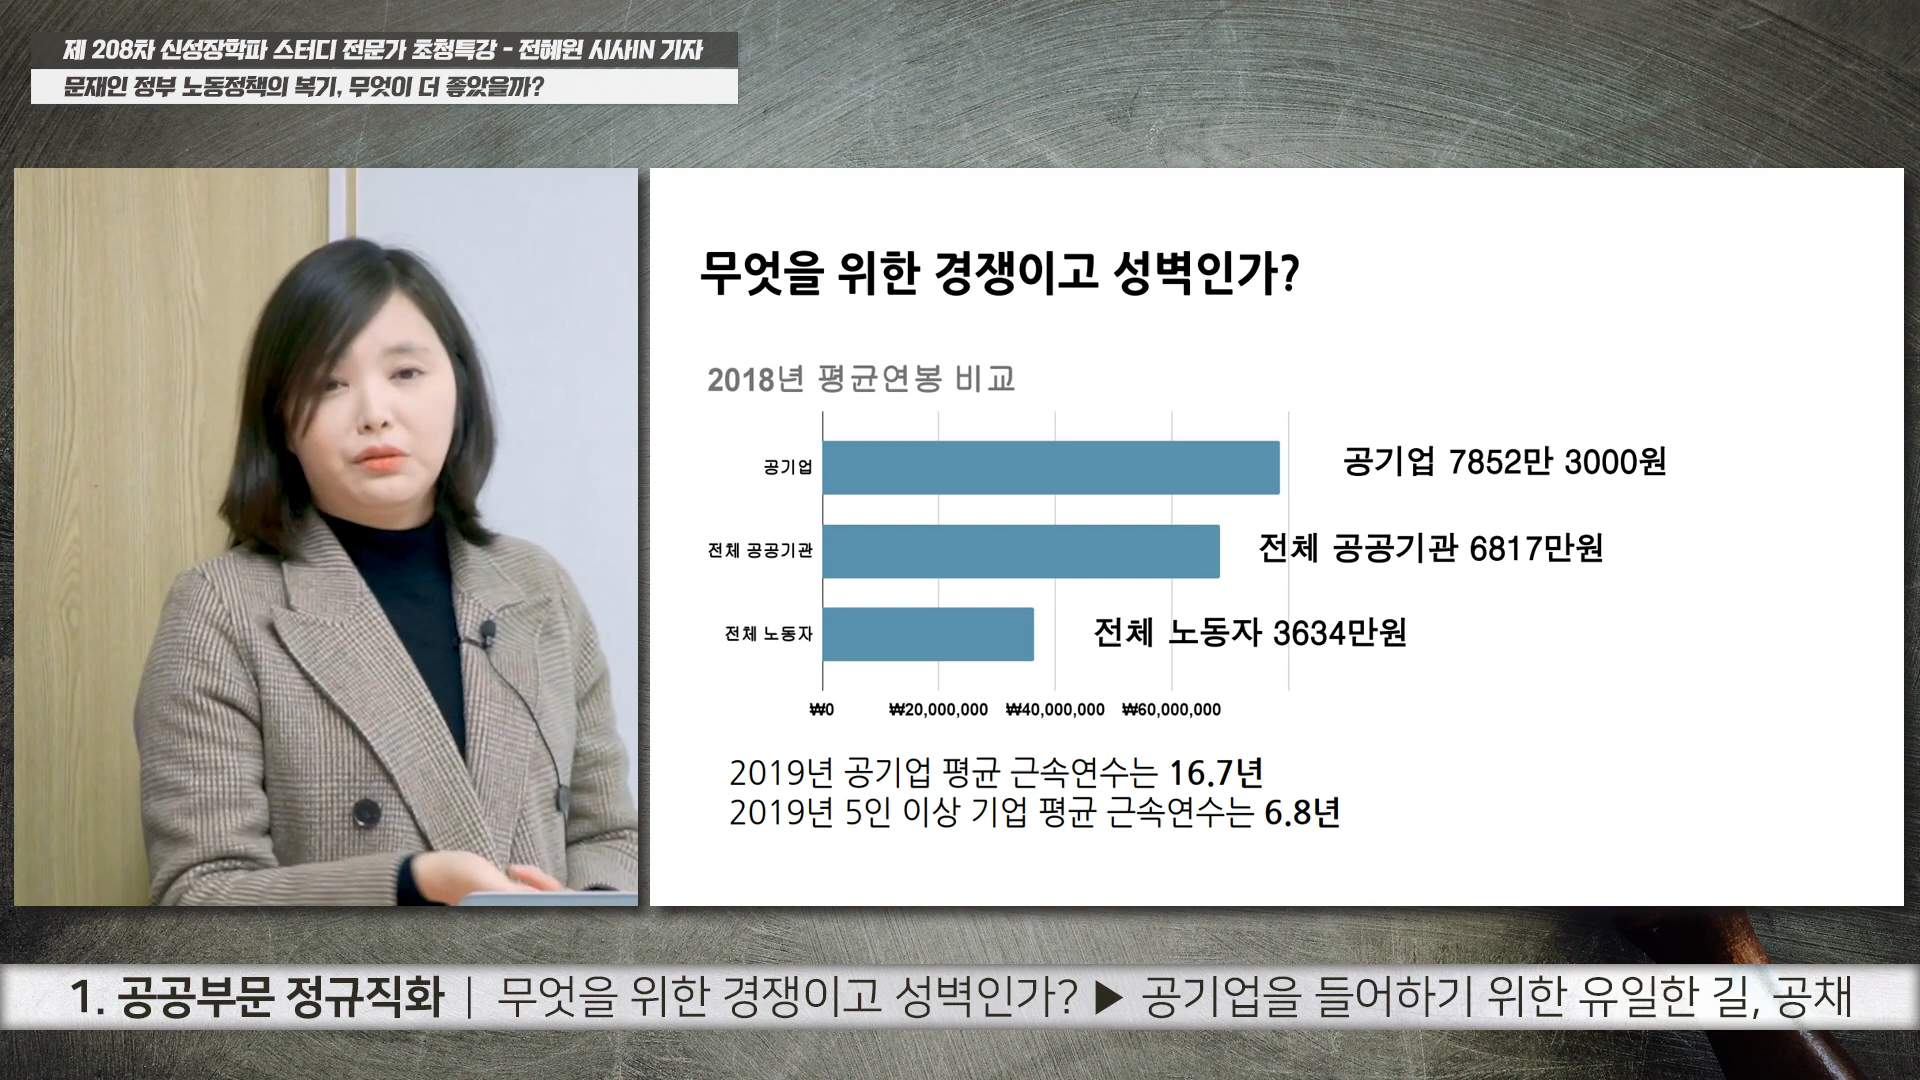 제 208차 신성장학파 스터디 전문가 초청특강 - 전혜원 시사IN 기자
문재인 정부 노동정책의 복기, 무엇이 더 좋았을까?
무엇을 위한 경쟁이고 성벽인가?
2018년 평균연봉 비교
공기업
공기업 7852만 3000원
전체 공공기관
전체 공공기관 6817만원
전체 노동자
전체 노동자 3634만원
₩0 ₩20,000,000 ₩40,000,000 ₩60,000,000
2019년 공기업 평균 근속연수는 16.7년
2019년 5인 이상 기업 평균 근속연수는 6.8년
1. 공공부문 정규직화 | 무엇을 위한 경쟁이고 성벽인가? ▶ 공기업을 들어하기 위한 유일한 길, 공채